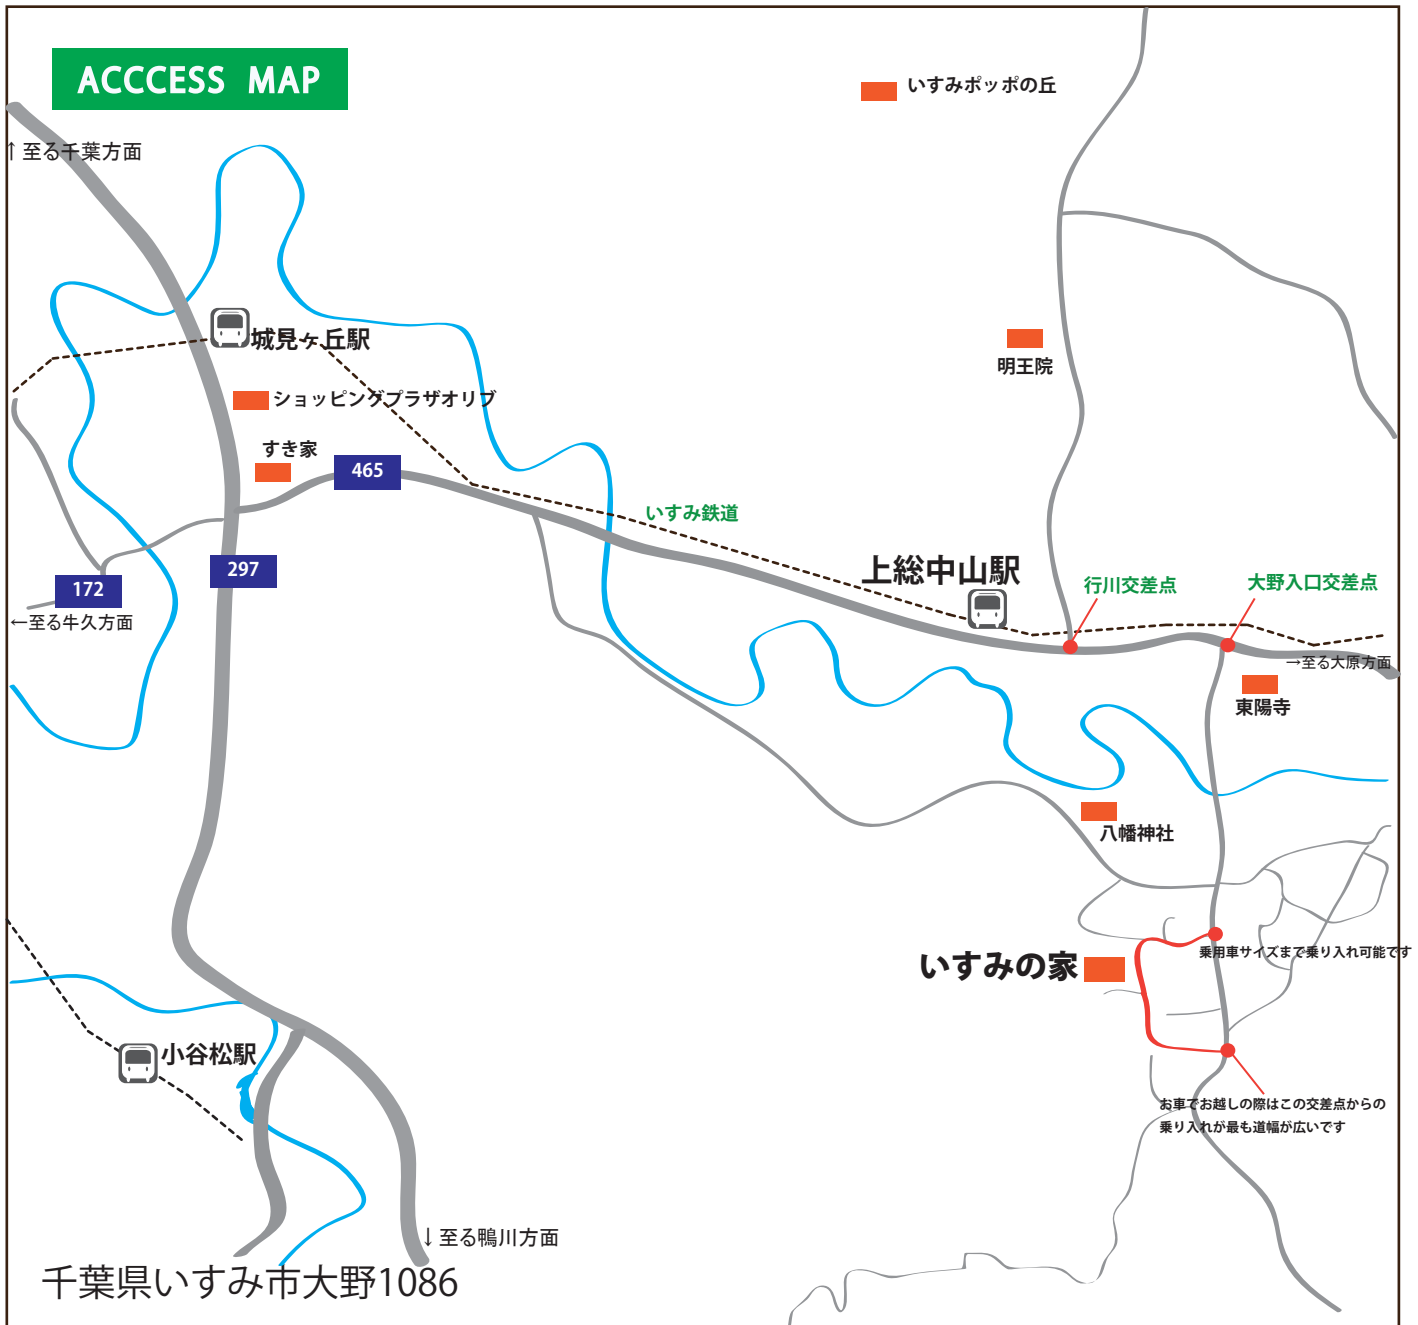 ACCCESS MAP
いすみポッポの丘
↑ 至る千葉方面
城見ヶ丘駅
明王院
ショッピングプラザオリブ
すき家
465
いすみ鉄道
297
上総中山駅
行川交差点
大野入口交差点
172
←至る牛久方面
→至る大原方面
東陽寺
八幡神社
乗用車サイズまで乗り入れ可能です
いすみの家
小谷松駅
お車でお越しの際はこの交差点からの
乗り入れが最も道幅が広いです
↓ 至る鴨川方面
千葉県いすみ市大野1086